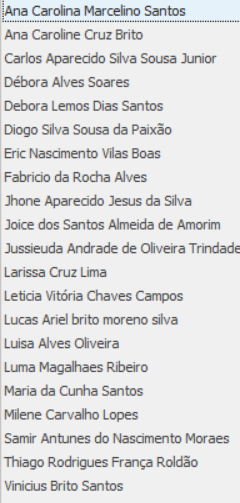 Ana Carolina Marcelino Santos
Ana Caroline Cruz Brito
Carlos Aparecido Silva Sousa Junior
Débora Alves Soares
Debora Lemos Dias Santos
Diogo Silva Sousa da Paixão
Eric Nascimento Vilas Boas
Fabricio da Rocha Alves
Jhone Aparecido Jesus da Silva
Joice dos Santos Almeida de Amorim
Jussieuda Andrade de Oliveira Trindade
Larissa Cruz Lima
Leticia Vitória Chaves Campos
Lucas Ariel brito moreno silva
Luisa Alves Oliveira
Luma Magalhaes Ribeiro
Maria da Cunha Santos
Milene Carvalho Lopes
Samir Antunes do Nascimento Moraes
Thiago Rodrigues França Roldão
Vinicius Brito Santos